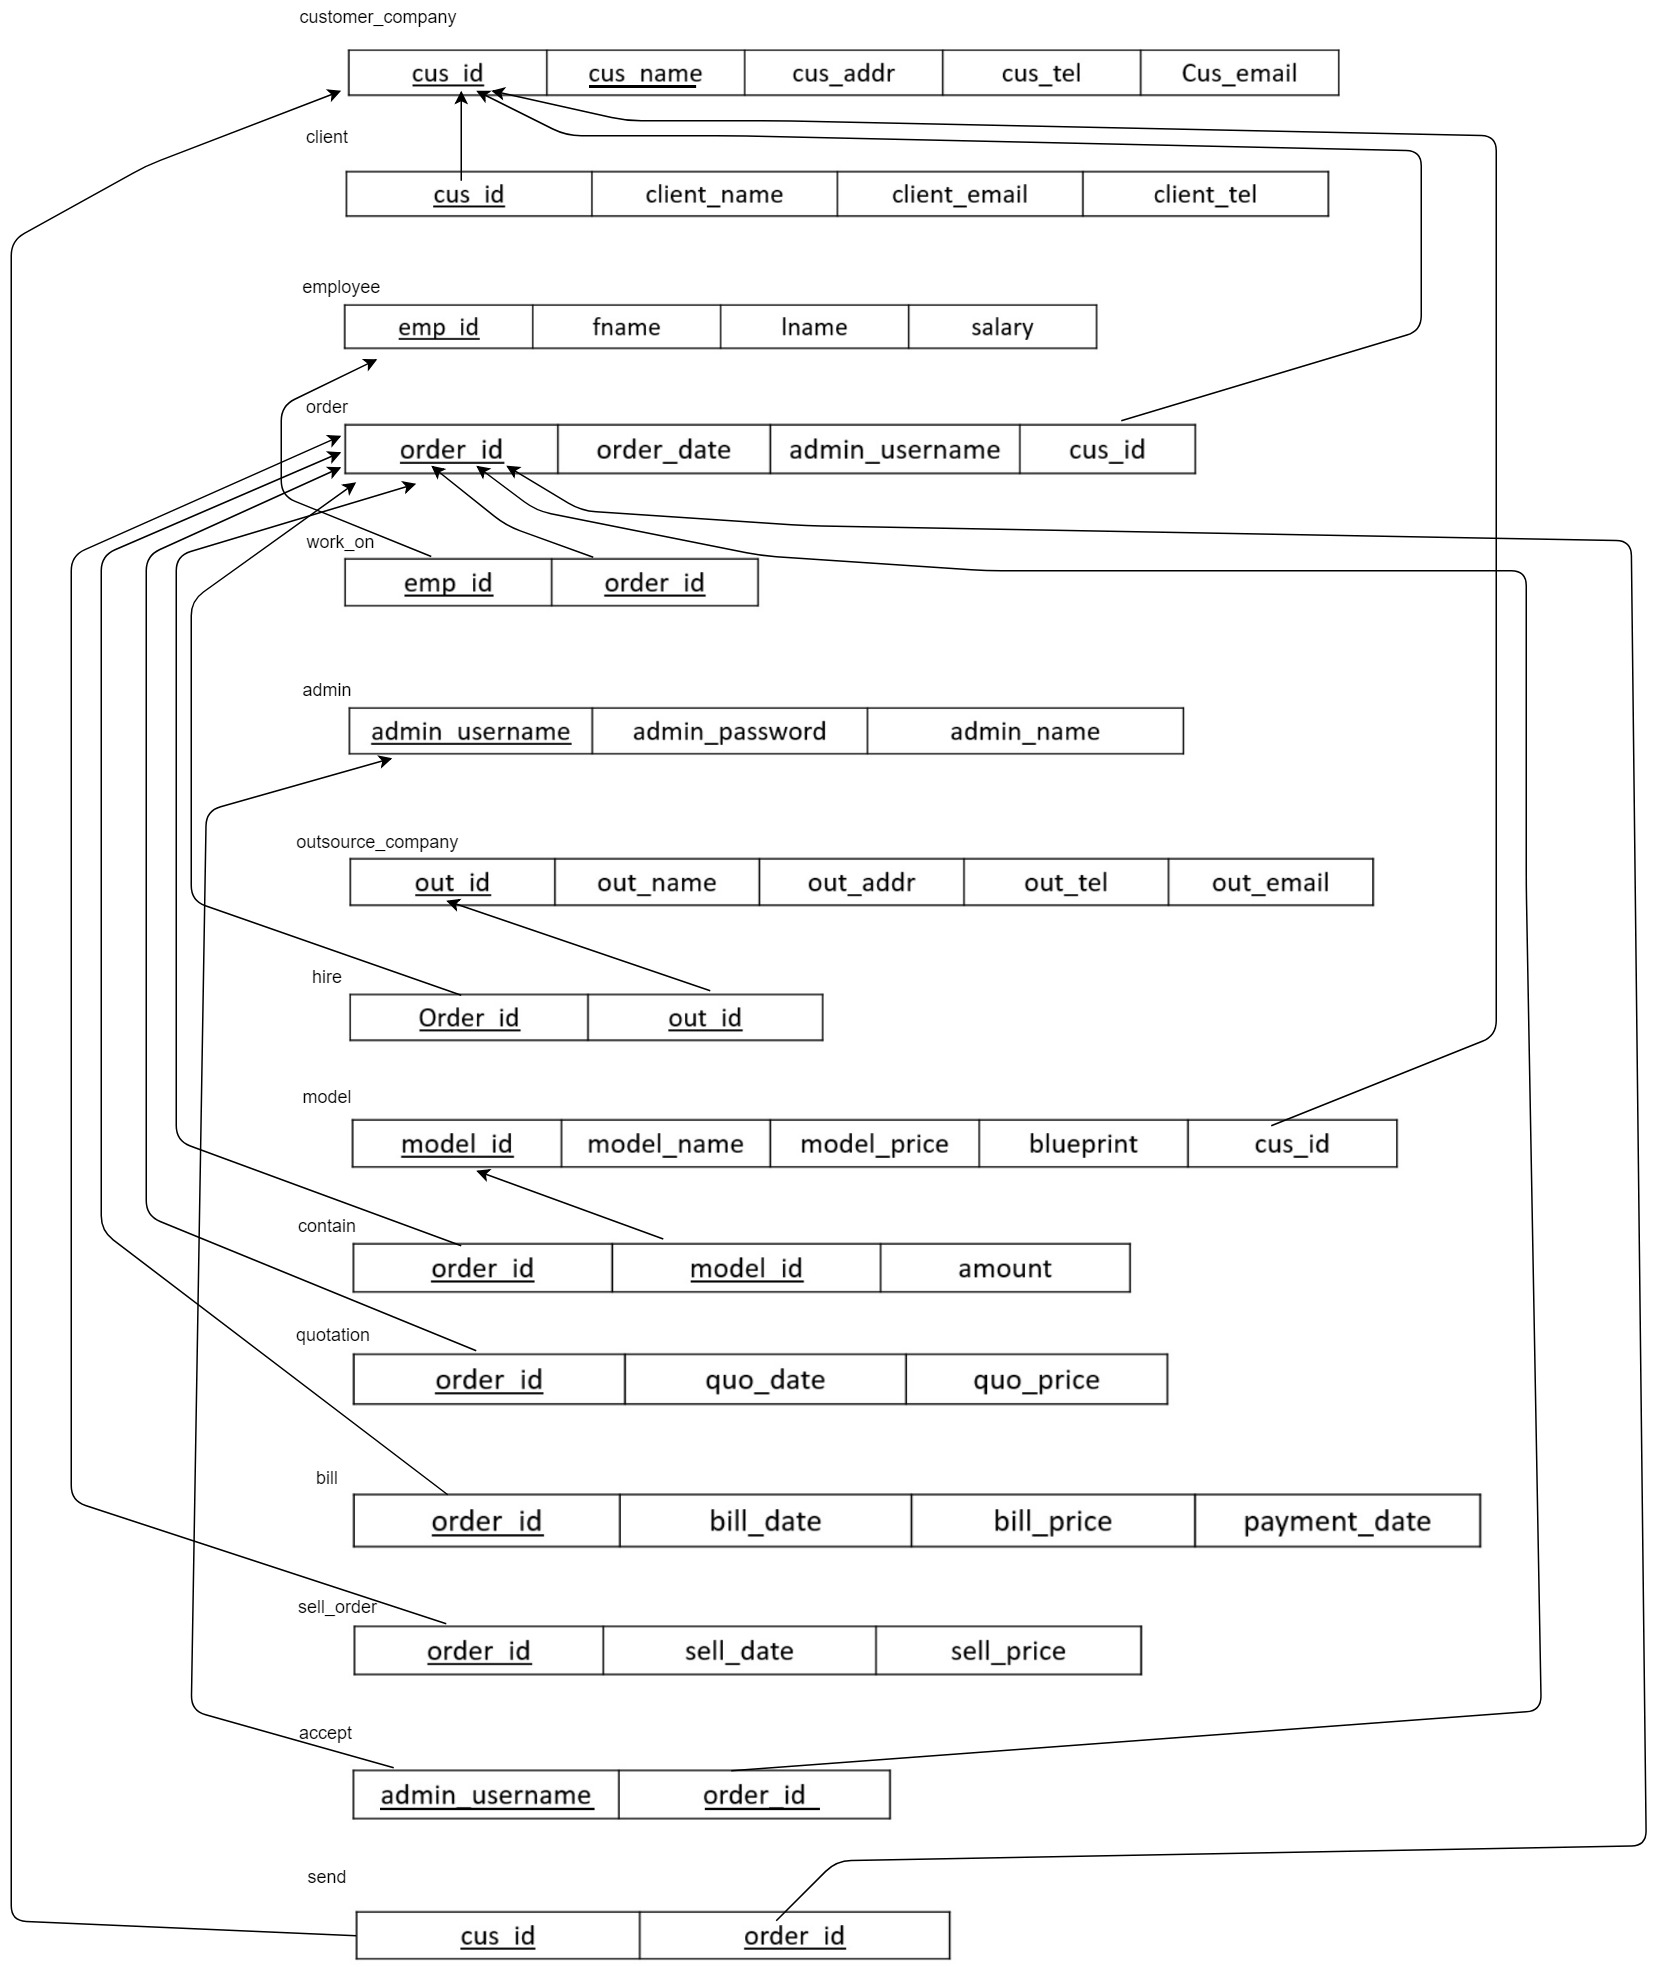 customer_company
cus_id cus_name cus_addr cus_tel Cus_email
client
cus_id client_name client_email client_tel
employee
emp_id fname lname salary
order
order_id order_date admin_username cus_id
work_on
emp_id order_id
admin
admin_username admin_password admin_name
outsource_company
out_id out_name out_addr out_tel out_email
hire
Order_id out_id
model
model_id model_name model_price blueprint cus_id
contain
order_id model_id amount
quotation
order_id quo_date quo_price
bill
order_id bill_date bill_price payment_date
sell_order
order_id sell_date sell_price
accept
admin_username order_id
send
cus_id order_id